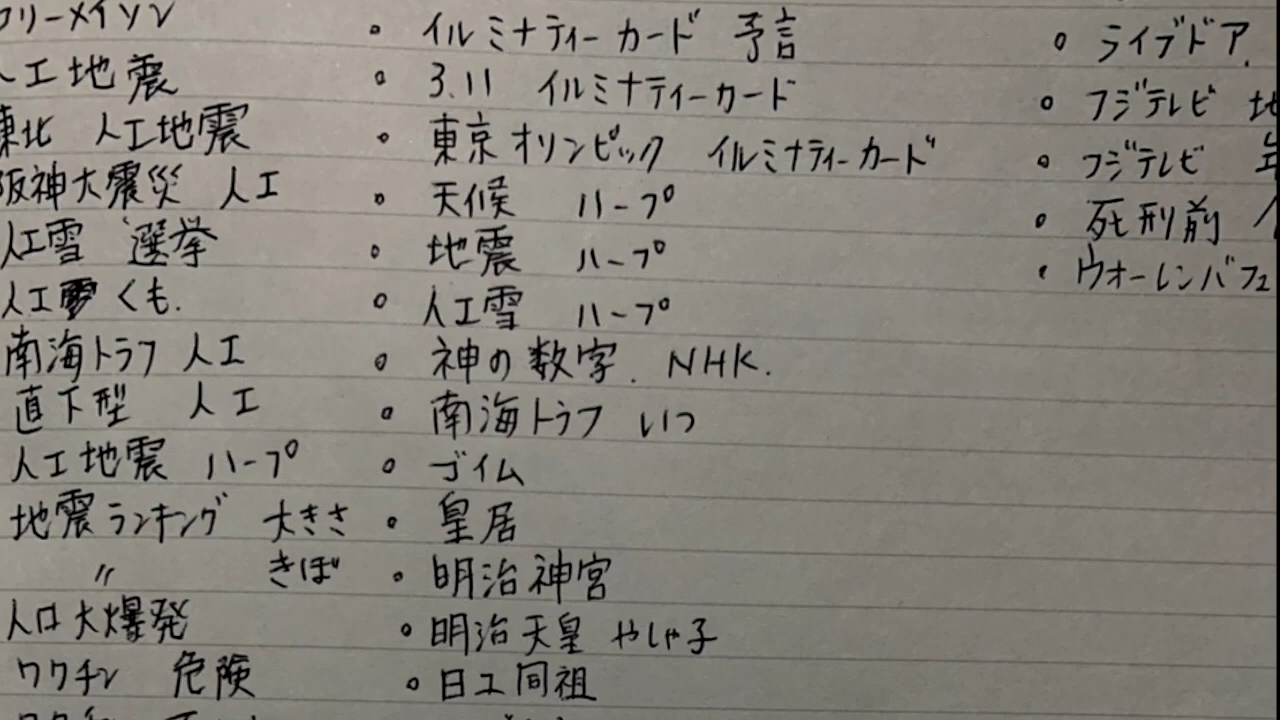 フリーメイソン
人工地震
東北 人工地震
阪神大震災 人工
人工雪 選挙
人工雲 くも.
南海トラフ 人工
直下型 人工
人工地震 ハープ
地震ランキング 大きさ
〃 きぼ
人口大爆発
ワクチン 危険
。イルミナティーカード 予言
。3.11 イルミナティーカード
。東京オリンピック イルミナティーカード
。天候 ハープ
。地震 ハープ
。人工雪 ハープ
。神の数字. NHK.
。南海トラフ いつ
。ゴイム
。皇居
。明治神宮
。明治天皇 やしゃ子
。日ユ同祖
。ライブドア.
。フジテレビ 地
。フジテレビ
。死刑前
。ウオーレンバフェ